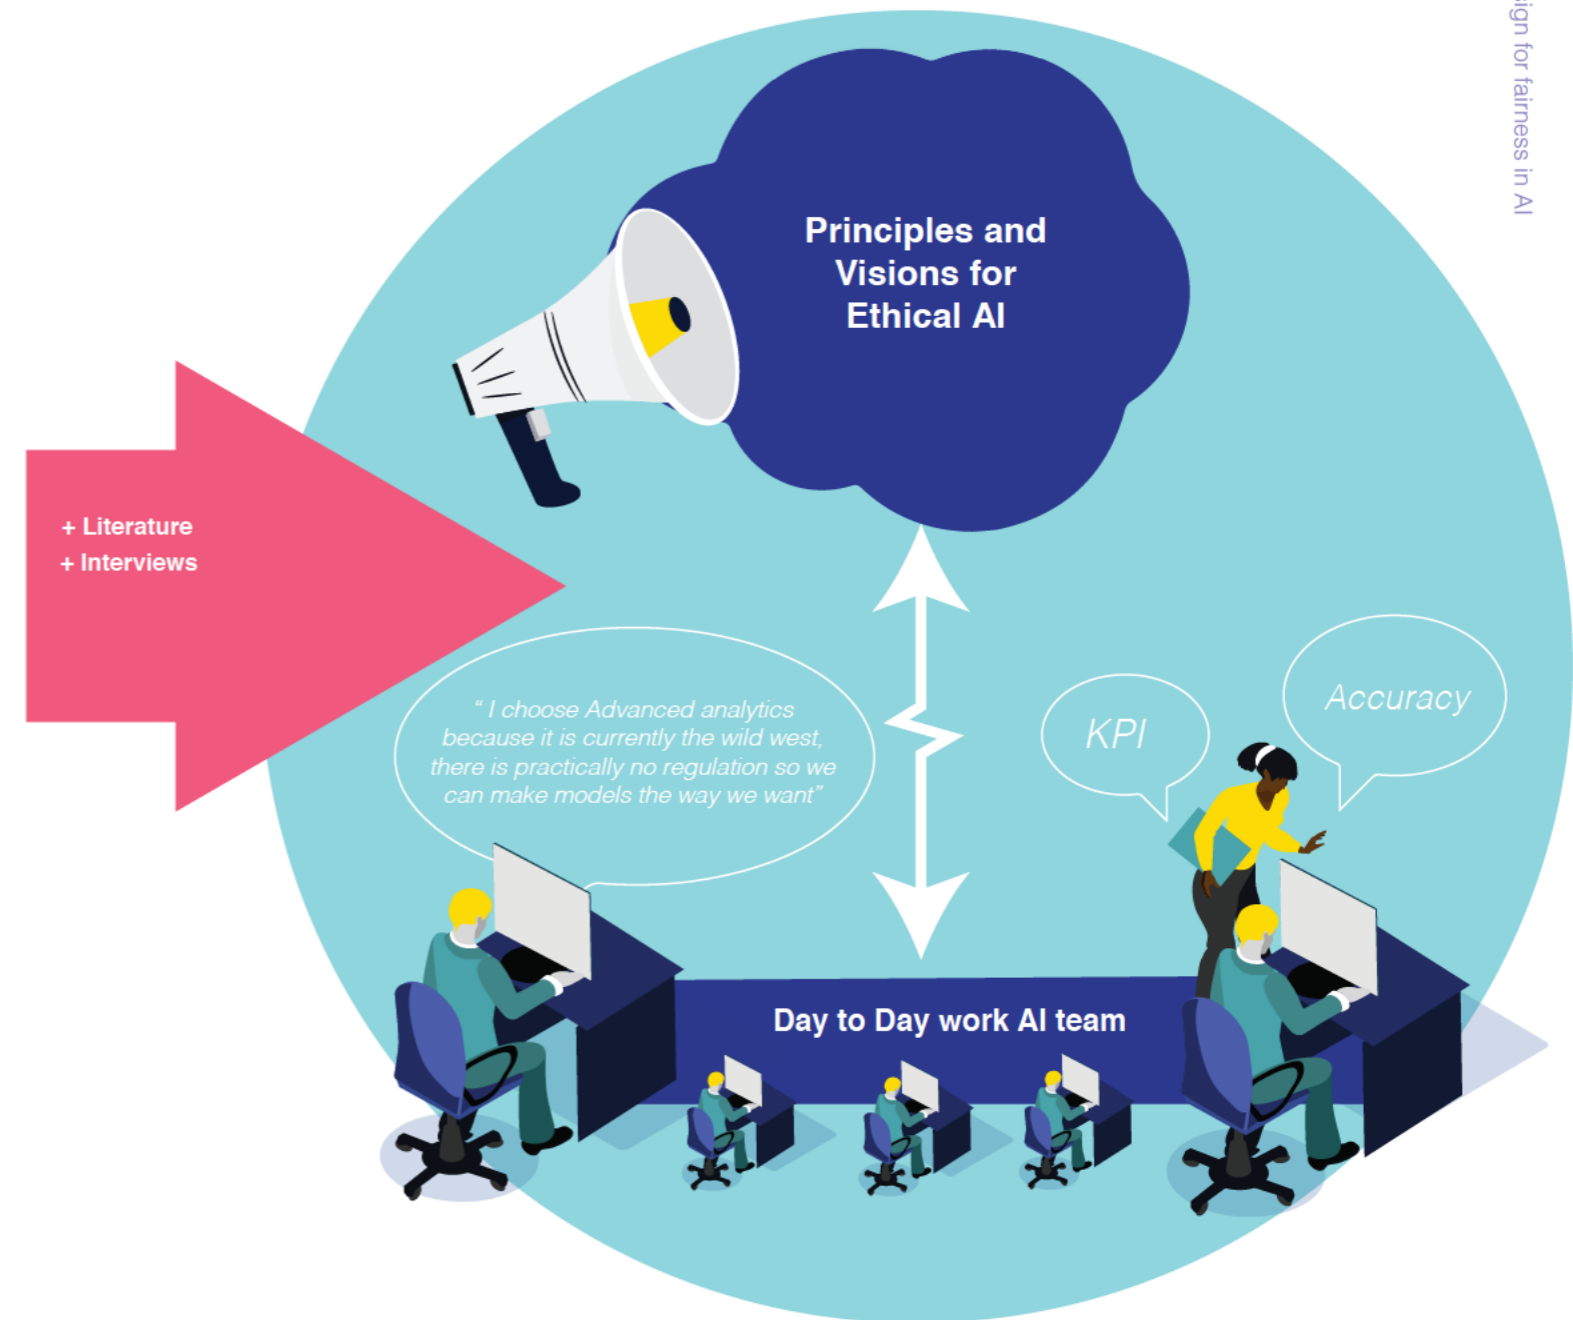 for fairness in AI
Principles and
Visions for
Ethical AI
+ Literature
+ Interviews
“ I choose Advanced analytics
because it is currently the wild west,
there is practically no regulation so we
can make models the way we want”
KPI
Accuracy
Day to Day work AI team